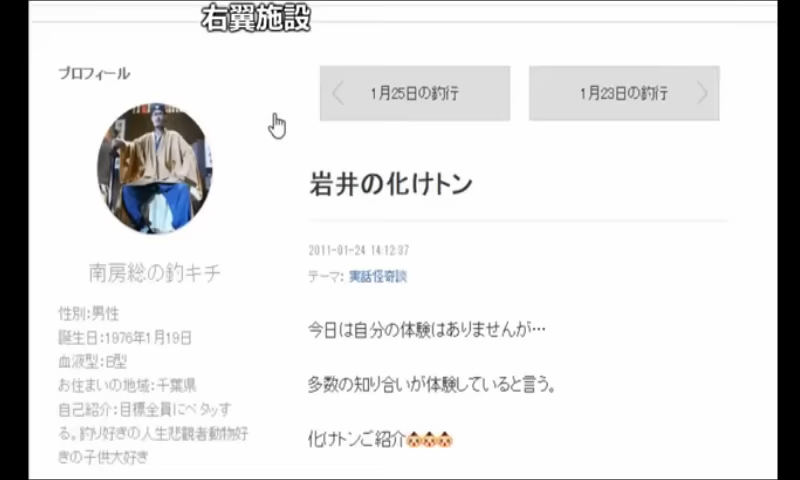 右翼施設
プロフィール
1月25日の釣行
1月23日の釣行
岩井の化けトン
2011-01-24 14:12:37
テーマ：実話怪奇談
南房総の釣キチ
性別：男性
誕生日：1976年1月19日
血液型：B型
お住まいの地域：千葉県
自己紹介：目標全員にベタッす
る。釣り好きの人生悲観者動物好
きの子供大好き
今日は自分の体験はありませんが…
多数の知り合いが体験していると言う。
化けトンご紹介